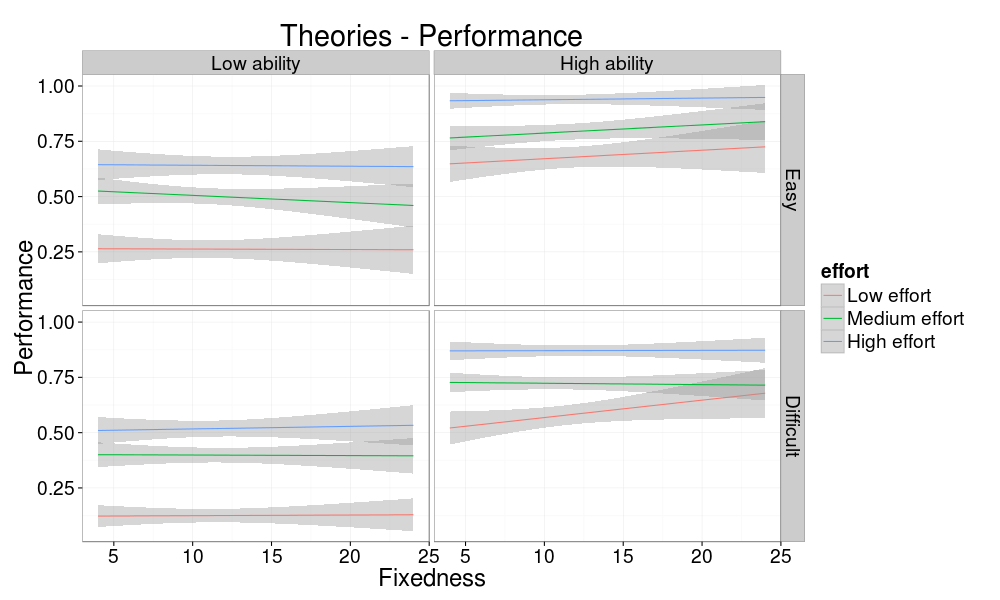 Theories - Performance
Low ability
High ability
1.00
0.75
0.50
0.25
Easy
1.00
0.75
0.50
0.25
Difficult
Performance
5 10 15 20 25 5 10 15 20 25
Fixedness
effort
Low effort
Medium effort
High effort